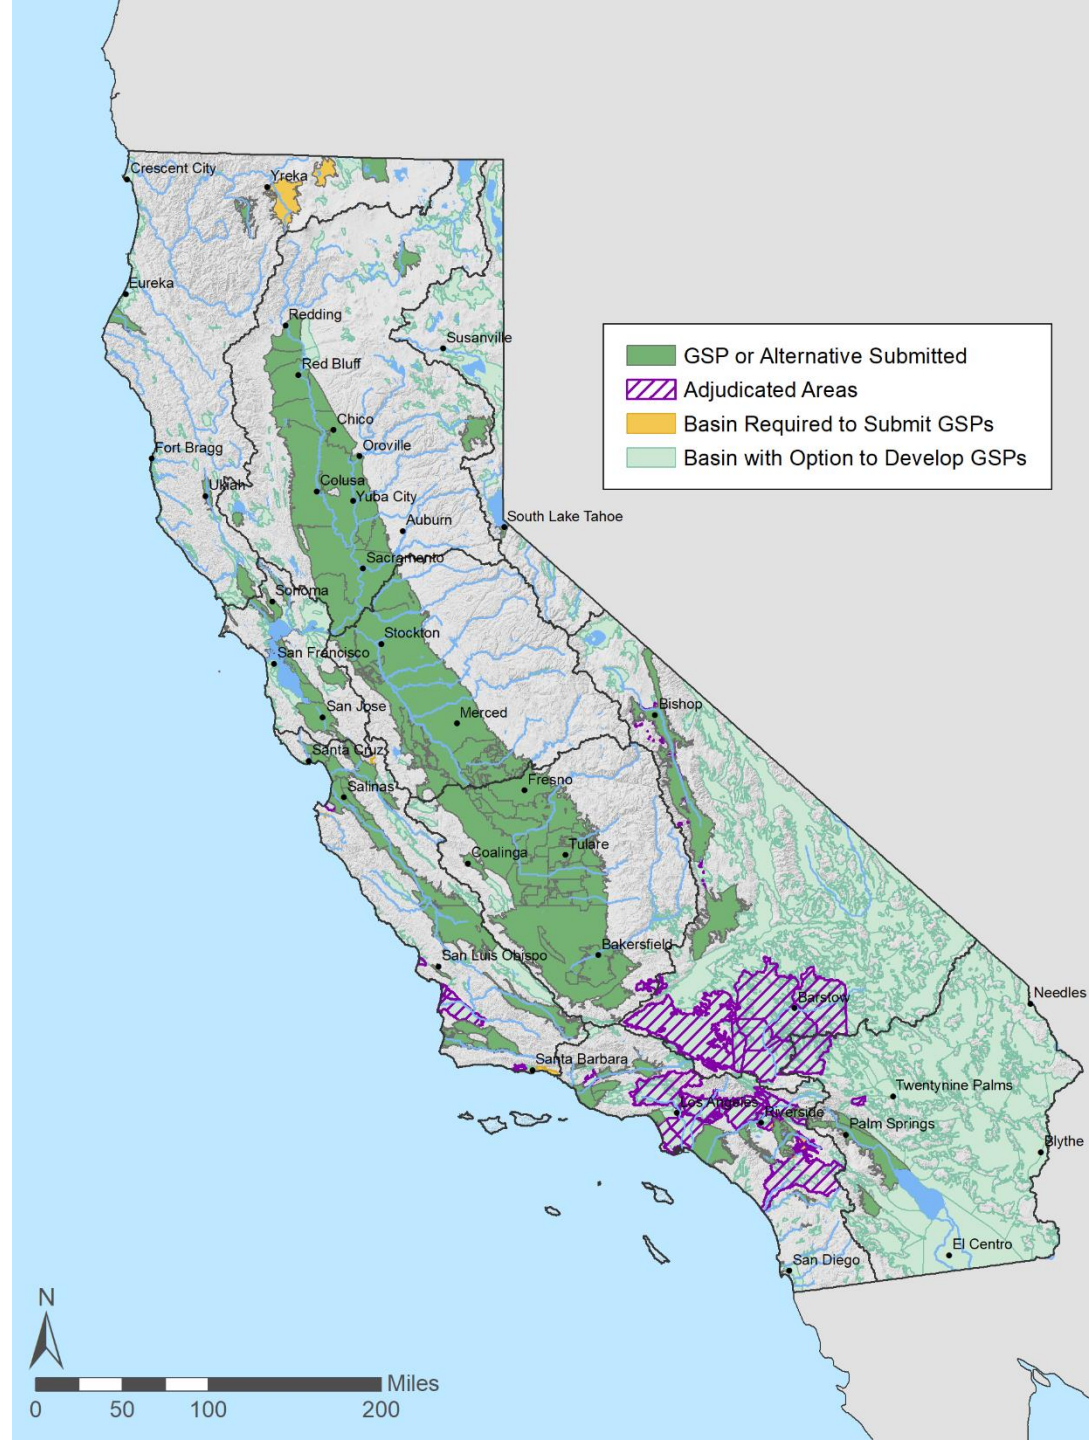 Crescent City
Yreka
Eureka
Redding
Susanville
Red Bluff
Chico
Oroville
Fort Bragg
Ukiah
Colusa
Yuba City
Auburn
South Lake Tahoe
Sacramento
Sonoma
Stockton
San Francisco
San Jose
Merced
Bishop
Santa Cruz
Salinas
Fresno
Coalinga
Tulare
San Luis Obispo
Bakersfield
Barstow
Needles
Santa Barbara
Twentynine Palms
Los Angeles
Riverside
Palm Springs
Blythe
El Centro
San Diego
GSP or Alternative Submitted
Adjudicated Areas
Basin Required to Submit GSPs
Basin with Option to Develop GSPs
N
Miles
0 50 100 200